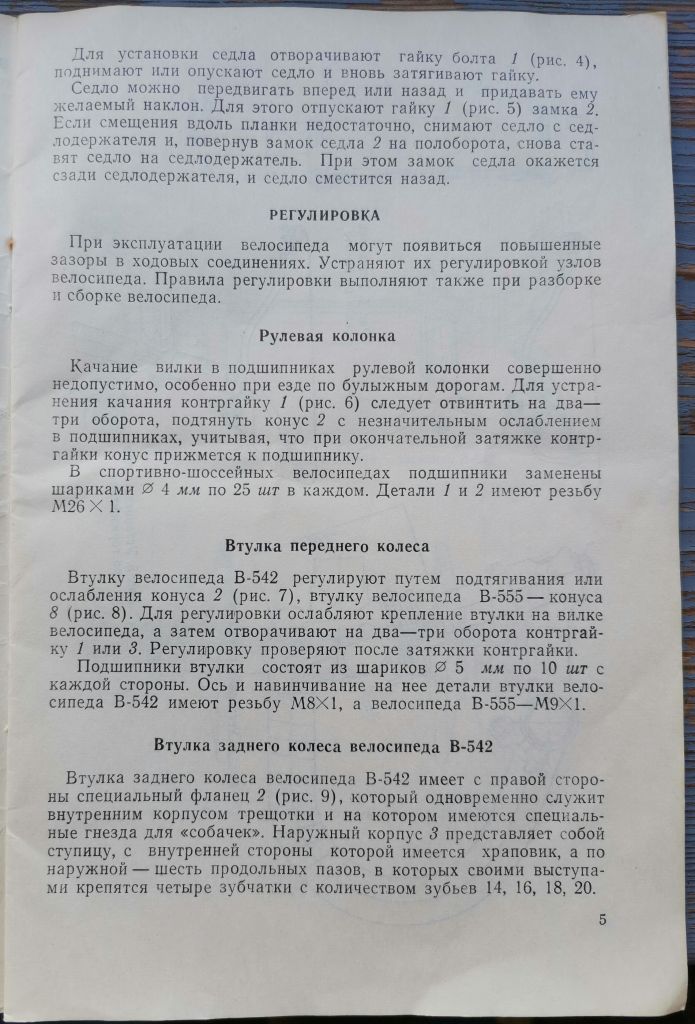 Для установки седла отворачивают гайку болта 1 (рис. 4),
поднимают или опускают седло и вновь затягивают гайку.
Седло можно передвигать вперед или назад и придавать ему
желаемый наклон. Для этого отпускают гайку 1 (рис. 5) замка 2.
Если смещения вдоль планки недостаточно, снимают седло с сед-
лодержателя и, повернув замок седла 2 на полоборота, снова ста-
вят седло на седлодержатель. При этом замок седла окажется
сзади седлодержателя, и седло сместится назад.
РЕГУЛИРОВКА
При эксплуатации велосипеда могут появиться повышенные
зазоры в ходовых соединениях. Устраняют их регулировкой узлов
велосипеда. Правила регулировки выполняют также при разборке
и сборке велосипеда.
Рулевая колонка
Качание вилки в подшипниках рулевой колонки совершенно
недопустимо, особенно при езде по булыжным дорогам. Для устра-
нения качания контргайку 1 (рис. 6) следует отвинтить на два—
три оборота, подтянуть конус 2 с незначительным ослаблением
в подшипниках, учитывая, что при окончательной затяжке контр-
гайки конус прижмется к подшипнику.
В спортивно-шоссейных велосипедах подшипники заменены
шариками ∅ 4 мм по 25 шт в каждом. Детали 1 и 2 имеют резьбу
М26 × 1.
Втулка переднего колеса
Втулку велосипеда В-542 регулируют путем подтягивания или
ослабления конуса 2 (рис. 7), втулку велосипеда В-555 — конуса
8 (рис. 8). Для регулировки ослабляют крепление втулки на вилке
велосипеда, а затем отворачивают на два—три оборота контргай-
ку 1 или 3. Регулировку проверяют после затяжки контргайки.
Подшипники втулки состоят из шариков ∅ 5 мм по 10 шт с
каждой стороны. Ось и навинчивание на нее детали втулки вело-
сипеда В-542 имеют резьбу М8Х1, а велосипеда В-555—М9Х1.
Втулка заднего колеса велосипеда В-542
Втулка заднего колеса велосипеда В-542 имеет с правой сторо-
ны специальный фланец 2 (рис. 9), который одновременно служит
внутренним корпусом трещотки и на котором имеются специаль-
ные гнезда для «собачек». Наружный корпус 3 представляет собой
ступицу, с внутренней стороны которой имеется храповик, а по
наружной — шесть продольных пазов, в которых своими выступа-
ми крепятся четыре зубчатки с количеством зубьев 14, 16, 18, 20.
5